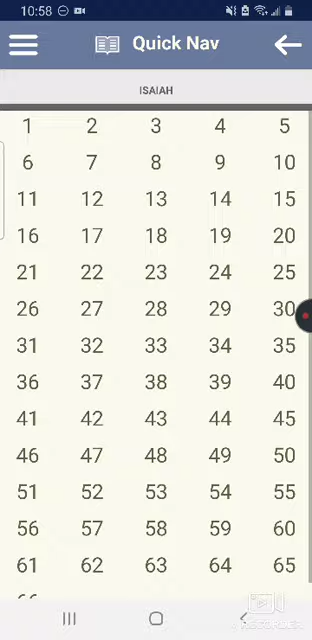 10:58
Quick Nav
ISAIAH
1 2 3 4 5
6 7 8 9 10
11 12 13 14 15
16 17 18 19 20
21 22 23 24 25
26 27 28 29 30
31 32 33 34 35
36 37 38 39 40
41 42 43 44 45
46 47 48 49 50
51 52 53 54 55
56 57 58 59 60
61 62 63 64 65